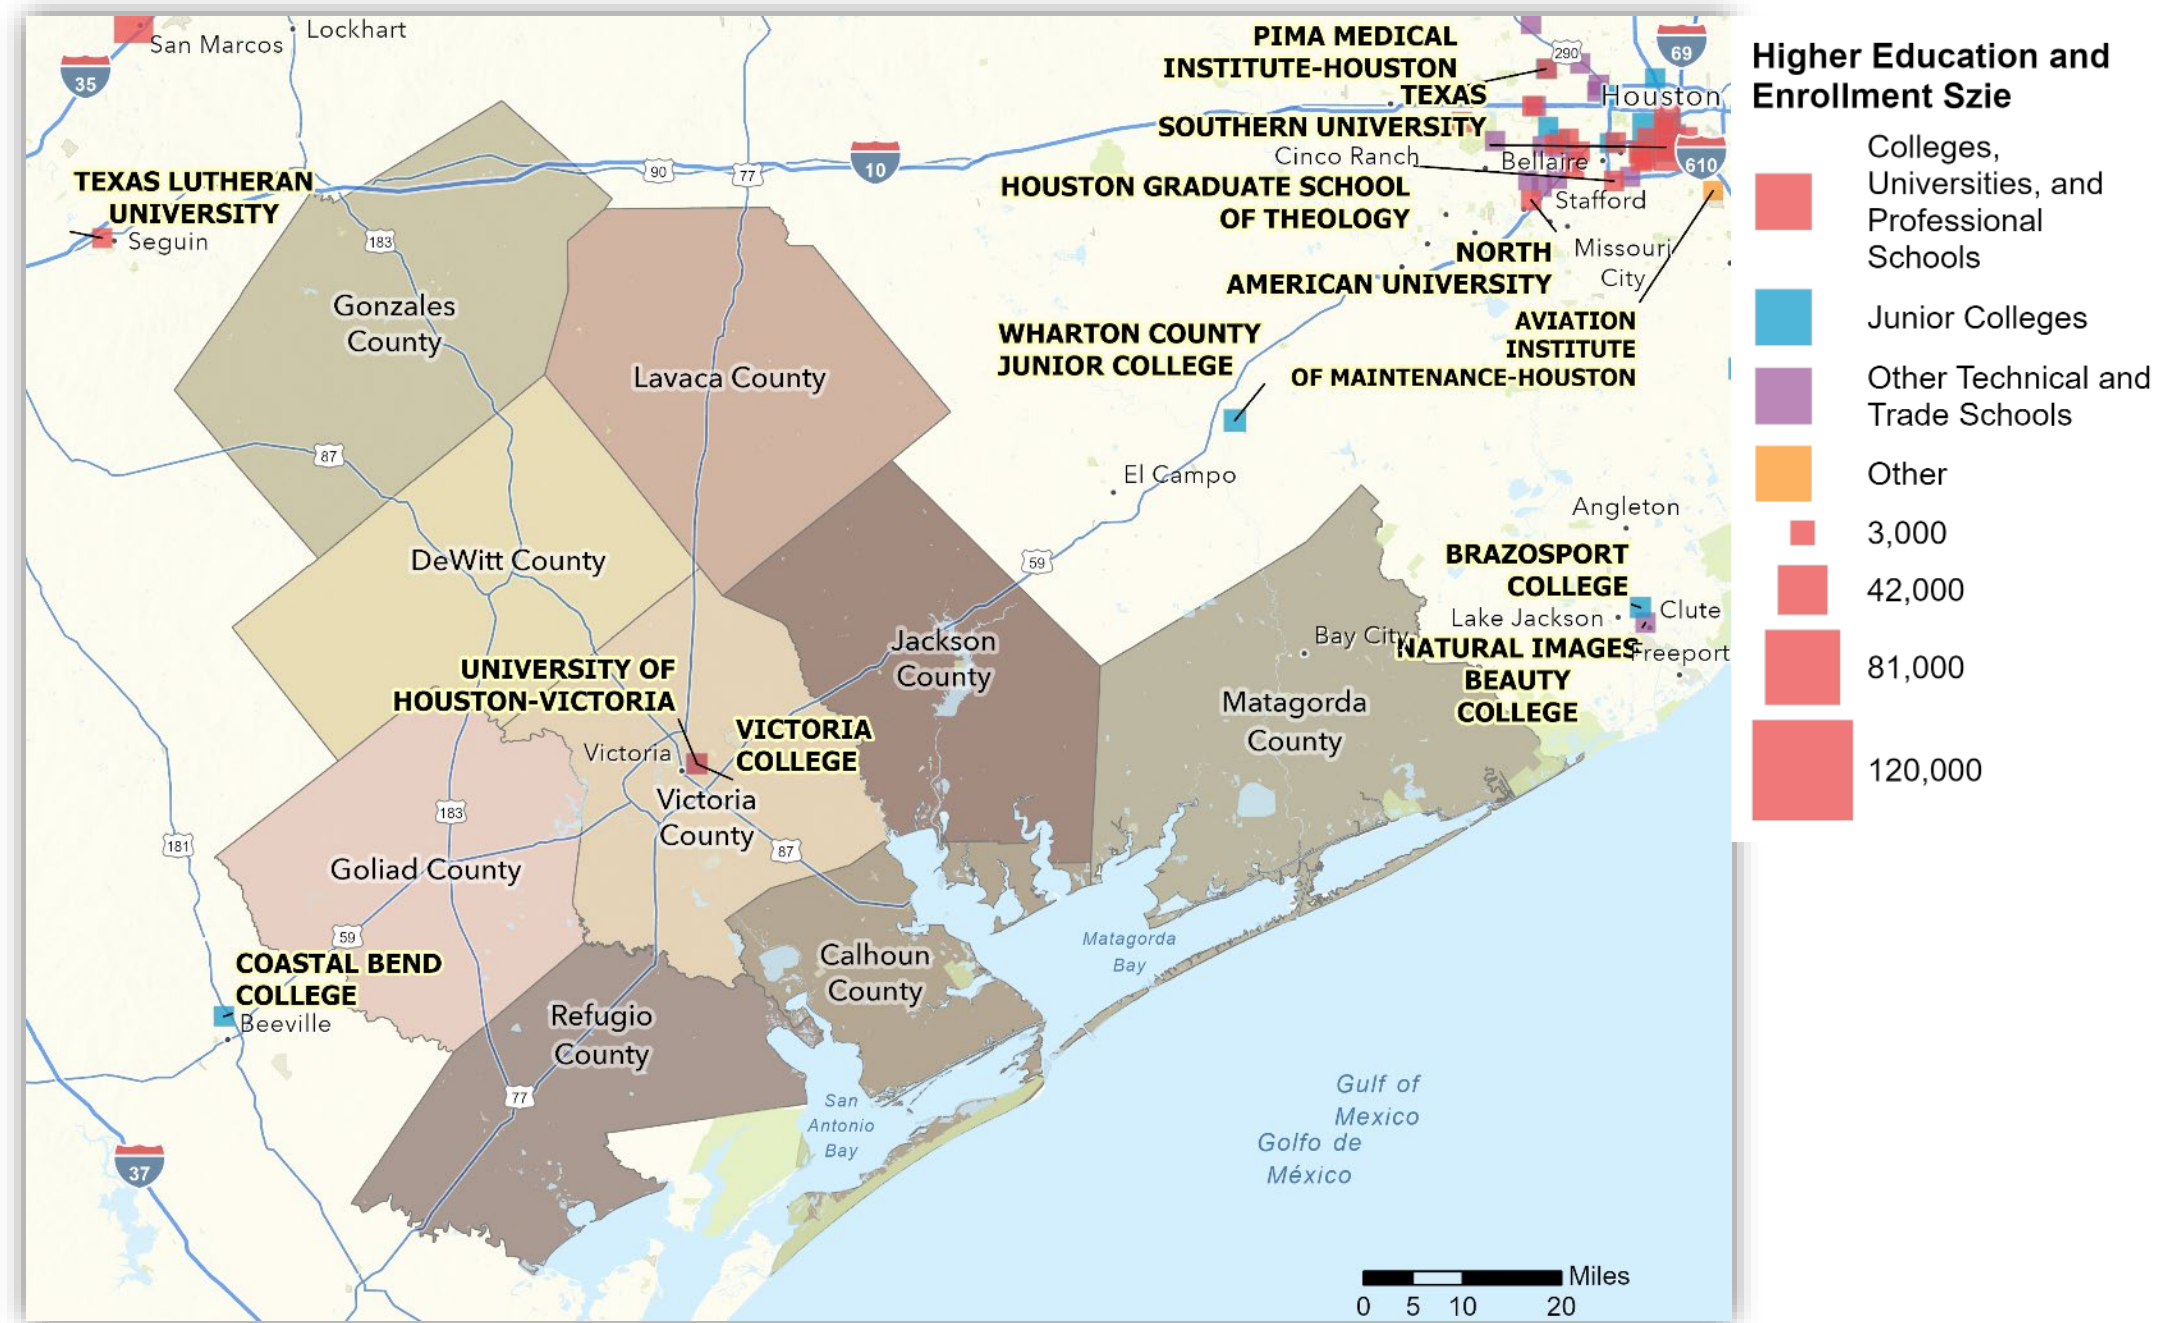 San Marcos
Lockhart
35
PIMA MEDICAL
INSTITUTE-HOUSTON
290
69
TEXAS
SOUTHERN UNIVERSITY
Houston
Cinco Ranch
Bellaire
610
10
90
77
TEXAS LUTHERAN
UNIVERSITY
Seguin
183
HOUSTON GRADUATE SCHOOL
OF THEOLOGY
Stafford
NORTH
AMERICAN UNIVERSITY
Missouri
City
Gonzales
County
Lavaca County
WHARTON COUNTY
JUNIOR COLLEGE
AVIATION
INSTITUTE
OF MAINTENANCE-HOUSTON
87
El Campo
Angleton
DeWitt County
59
BRAZOSPORT
COLLEGE
Lake Jackson
Clute
Jackson
County
Bay City
NATURAL IMAGES
BEAUTY
COLLEGE
Freeport
UNIVERSITY OF
HOUSTON-VICTORIA
VICTORIA
COLLEGE
Victoria
Matagorda
County
Victoria
County
183
181
87
Goliad County
59
COASTAL BEND
COLLEGE
Beeville
Calhoun
County
Matagorda
Bay
Refugio
County
77
San
Antonio
Bay
37
Gulf of
Mexico
Golfo de
México
Miles
0 5 10 20
Higher Education and
Enrollment Szie
Colleges,
Universities, and
Professional
Schools
Junior Colleges
Other Technical and
Trade Schools
Other
3,000
42,000
81,000
120,000